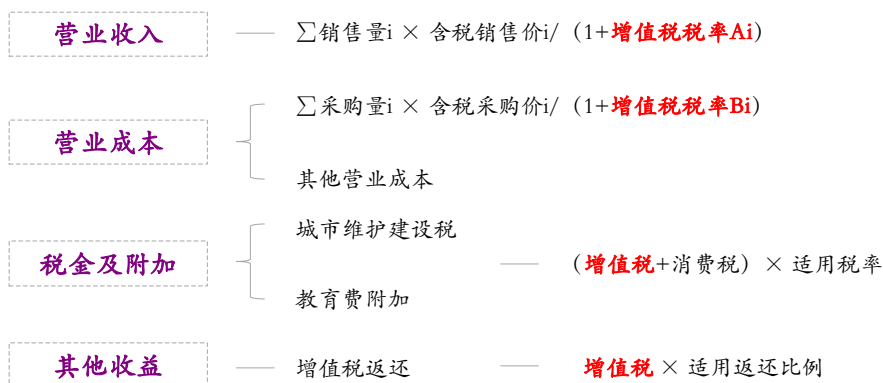 营业收入
∑销售量i × 含税销售价i/（1+增值税税率Ai）
∑采购量i × 含税采购价i/（1+增值税税率Bi）
营业成本
其他营业成本
城市维护建设税
税金及附加
（增值税+消费税）× 适用税率
教育费附加
其他收益
增值税返还
增值税 × 适用返还比例